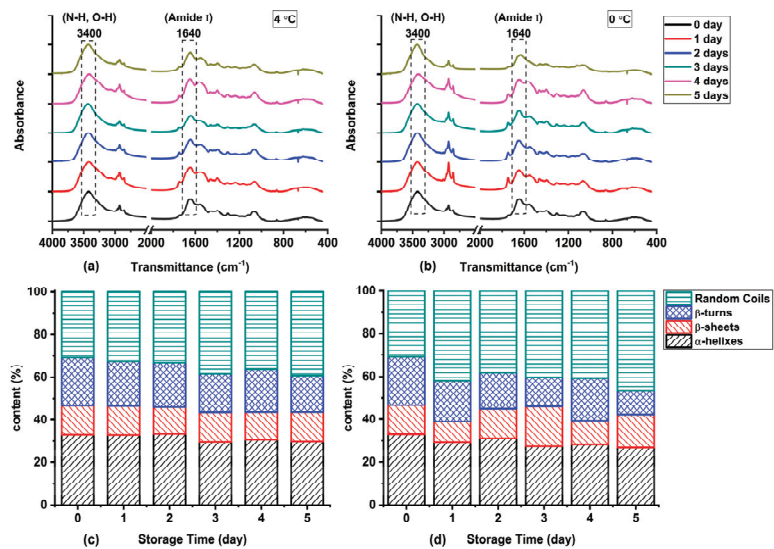 (N-H, O-H) (Amide I) 4 °C
3400 1640
Absorbance
4000 3500 3000 2000 1600 1200 800 400
(a) Transmittance (cm-1)
(N-H, O-H) (Amide I) 0 °C
3400 1640
Absorbance
4000 3500 3000 2000 1600 1200 800 400
(b) Transmittance (cm-1)
0 day
1 day
2 days
3 days
4 days
5 days
100
80
60
40
20
0
content (%)
0 1 2 3 4 5
(c) Storage Time (day)
100
80
60
40
20
0
content (%)
0 1 2 3 4 5
(d) Storage Time (day)
Random Coils
β-turns
β-sheets
α-helixes